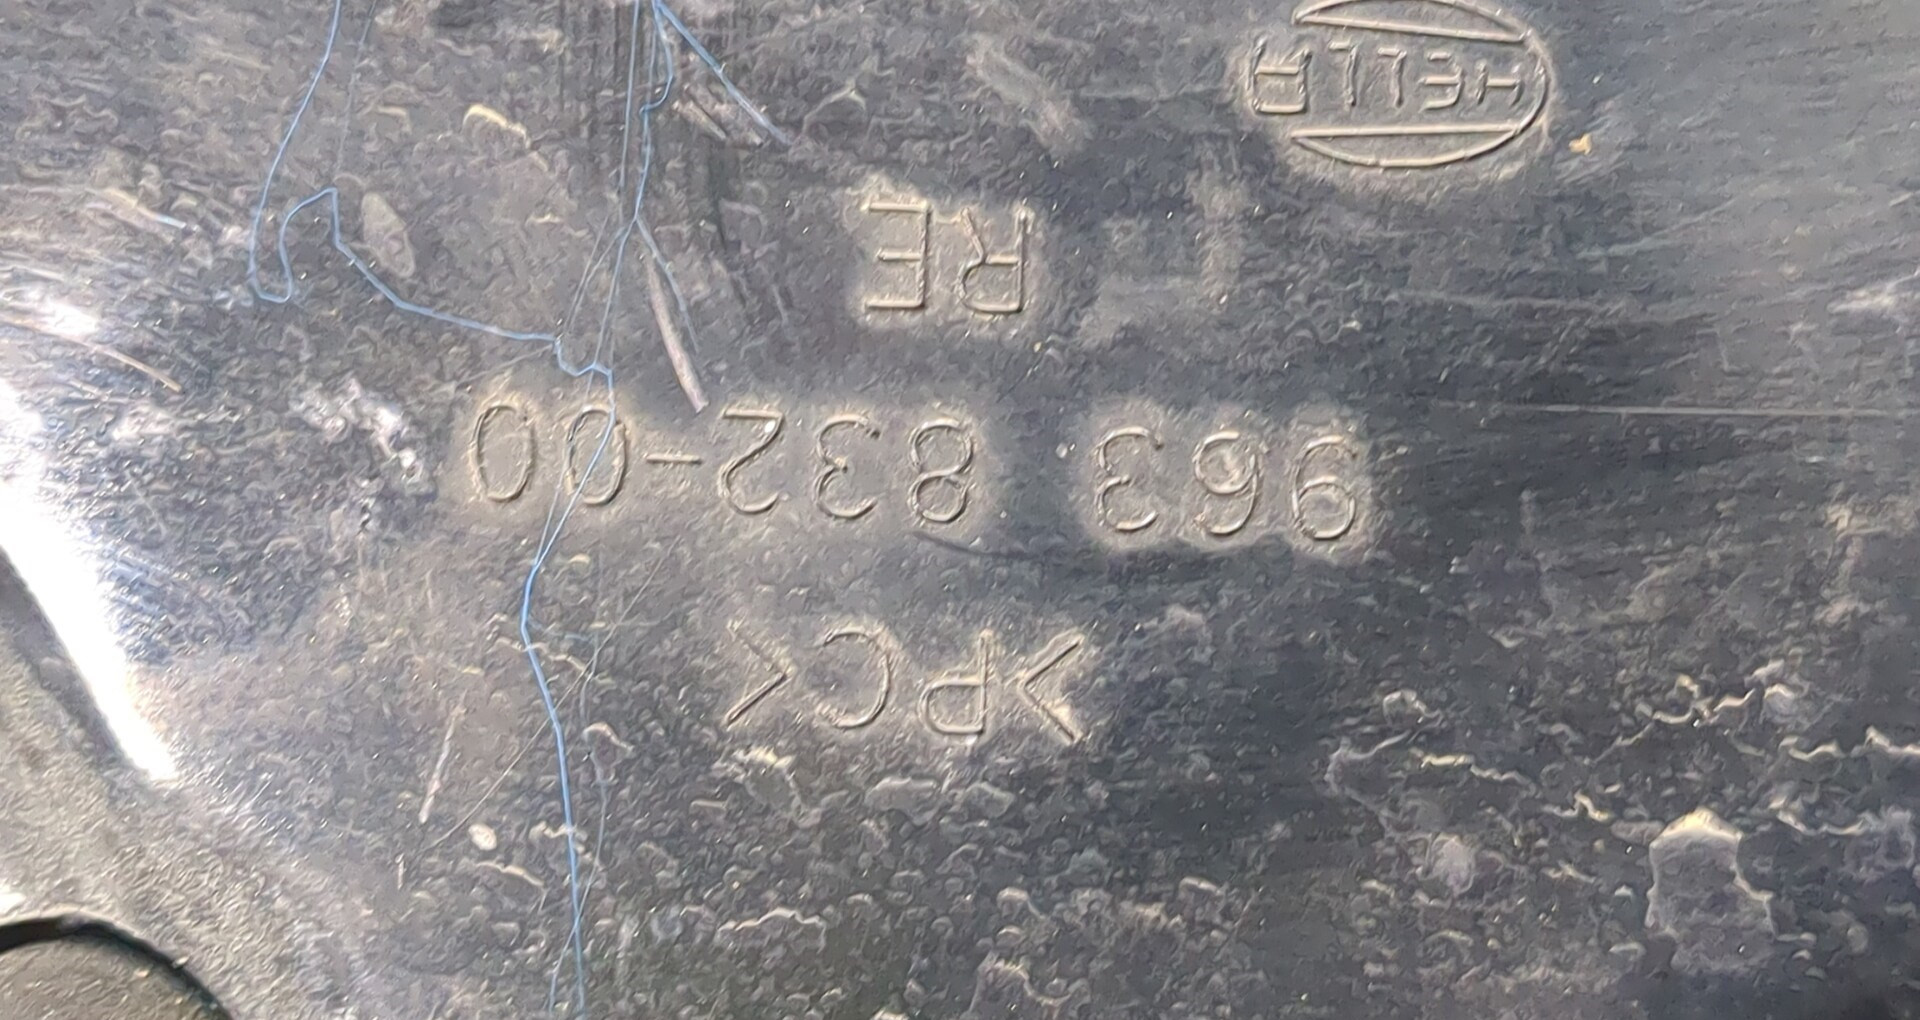 >PC<
963 832-00
RE
HELLA